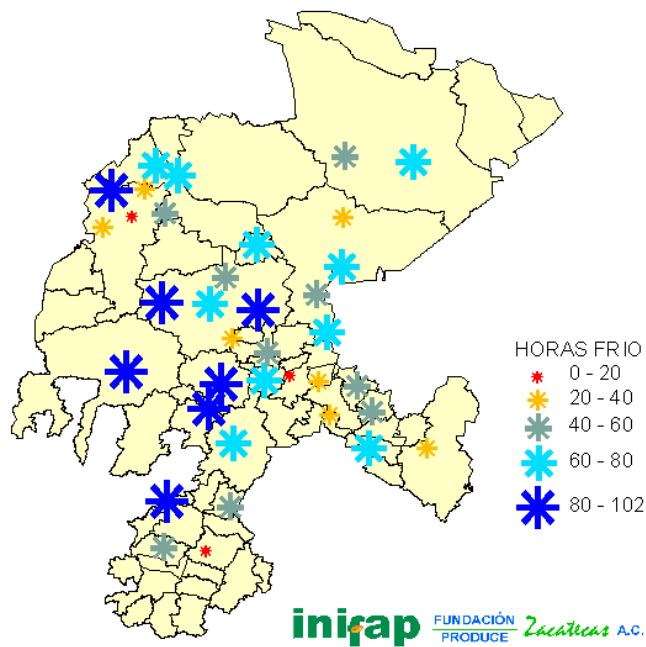 HORAS FRIO
0 - 20
20 - 40
40 - 60
60 - 80
80 - 102
inifap
FUNDACIÓN
PRODUCE
Zacatecas A.C.